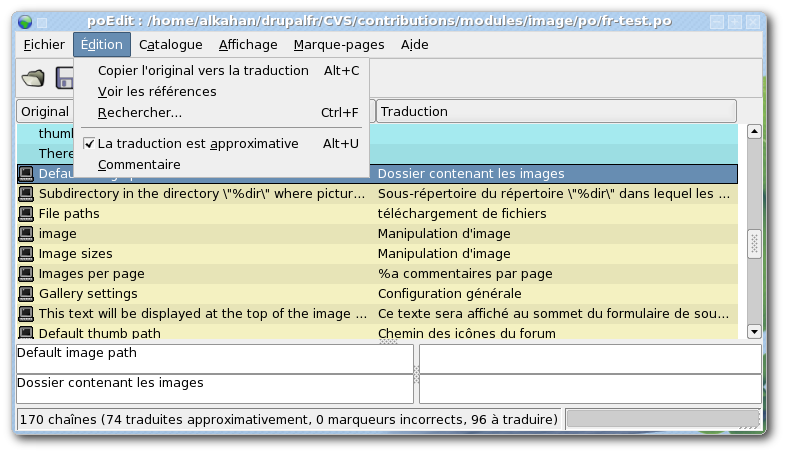 poEdit : /home/alkahan/drupalfr/CVS/contributions/modules/image/po/fr-test.po
Fichier Édition Catalogue Affichage Marque-pages Aide
Copier l'original vers la traduction Alt+C
Voir les références
Rechercher... Ctrl+F
La traduction est approximative Alt+U
Commentaire
Original Traduction
thum
There
Defau Dossier contenant les images
Subdirectory in the directory \"%dir\" where pictur... Sous-répertoire du répertoire \"%dir\" dans lequel les ...
File paths téléchargement de fichiers
image Manipulation d'image
Image sizes Manipulation d'image
Images per page %a commentaires par page
Gallery settings Configuration générale
This text will be displayed at the top of the image ... Ce texte sera affiché au sommet du formulaire de sou...
Default thumb path Chemin des icônes du forum
Default image path
Dossier contenant les images
170 chaînes (74 traduites approximativement, 0 marqueurs incorrects, 96 à traduire)